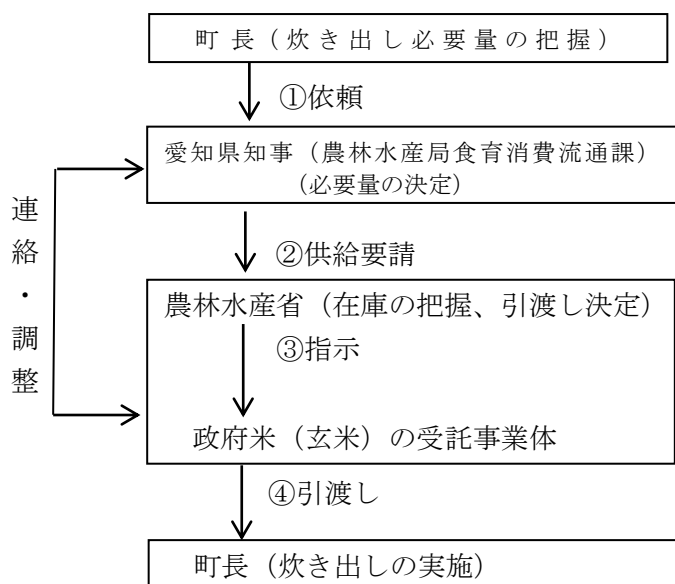 町長（炊き出し必要量の把握）
①依頼
愛知県知事（農林水産局食育消費流通課）
（必要量の決定）
連絡・調整
②供給要請
農林水産省（在庫の把握、引渡し決定）
③指示
政府米（玄米）の受託事業体
④引渡し
町長（炊き出しの実施）